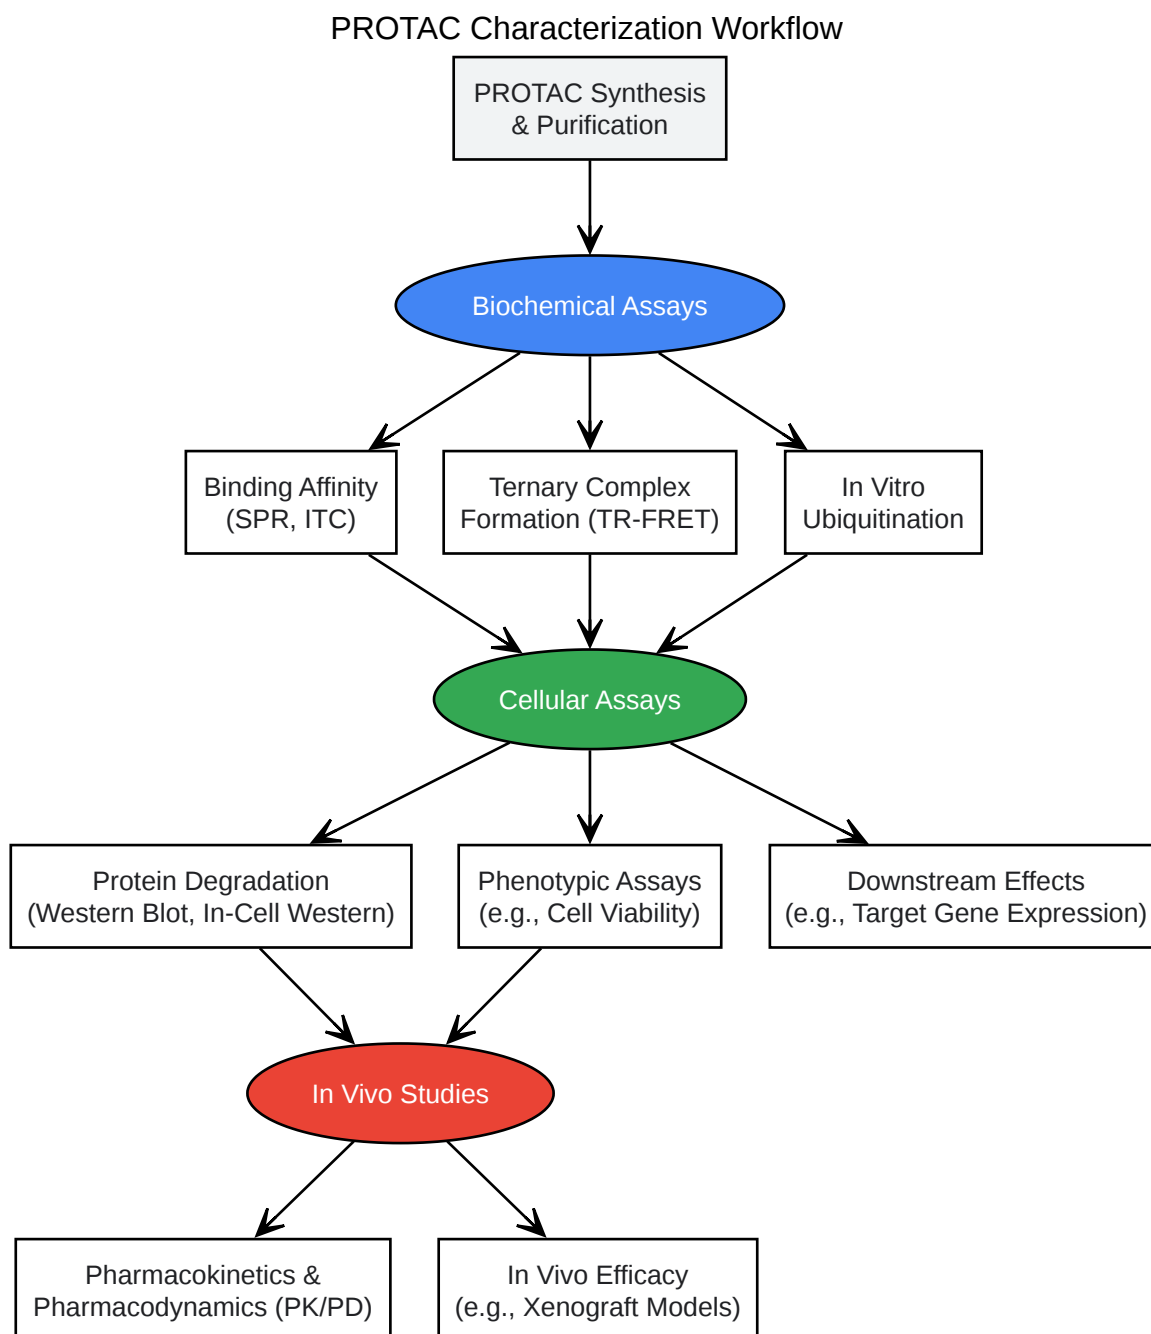 PROTAC Characterization Workflow
PROTAC Synthesis
& Purification
Biochemical Assays
Binding Affinity
(SPR, ITC)
Ternary Complex
Formation (TR-FRET)
In Vitro
Ubiquitination
Cellular Assays
Protein Degradation
(Western Blot, In-Cell Western)
Phenotypic Assays
(e.g., Cell Viability)
Downstream Effects
(e.g., Target Gene Expression)
In Vivo Studies
Pharmacokinetics &
Pharmacodynamics (PK/PD)
In Vivo Efficacy
(e.g., Xenograft Models)